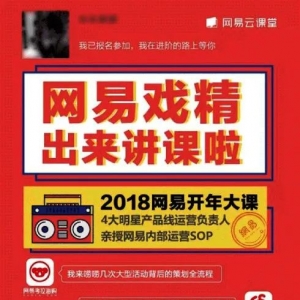 网易云课堂
我已报名参加，我在进阶的路上等你
网易戏精
出来讲课啦
2018网易开年大课
4大明星产品线运营负责人
亲授网易内部运营SOP
网易
我来唠唠几次大型活动背后的策划全流程